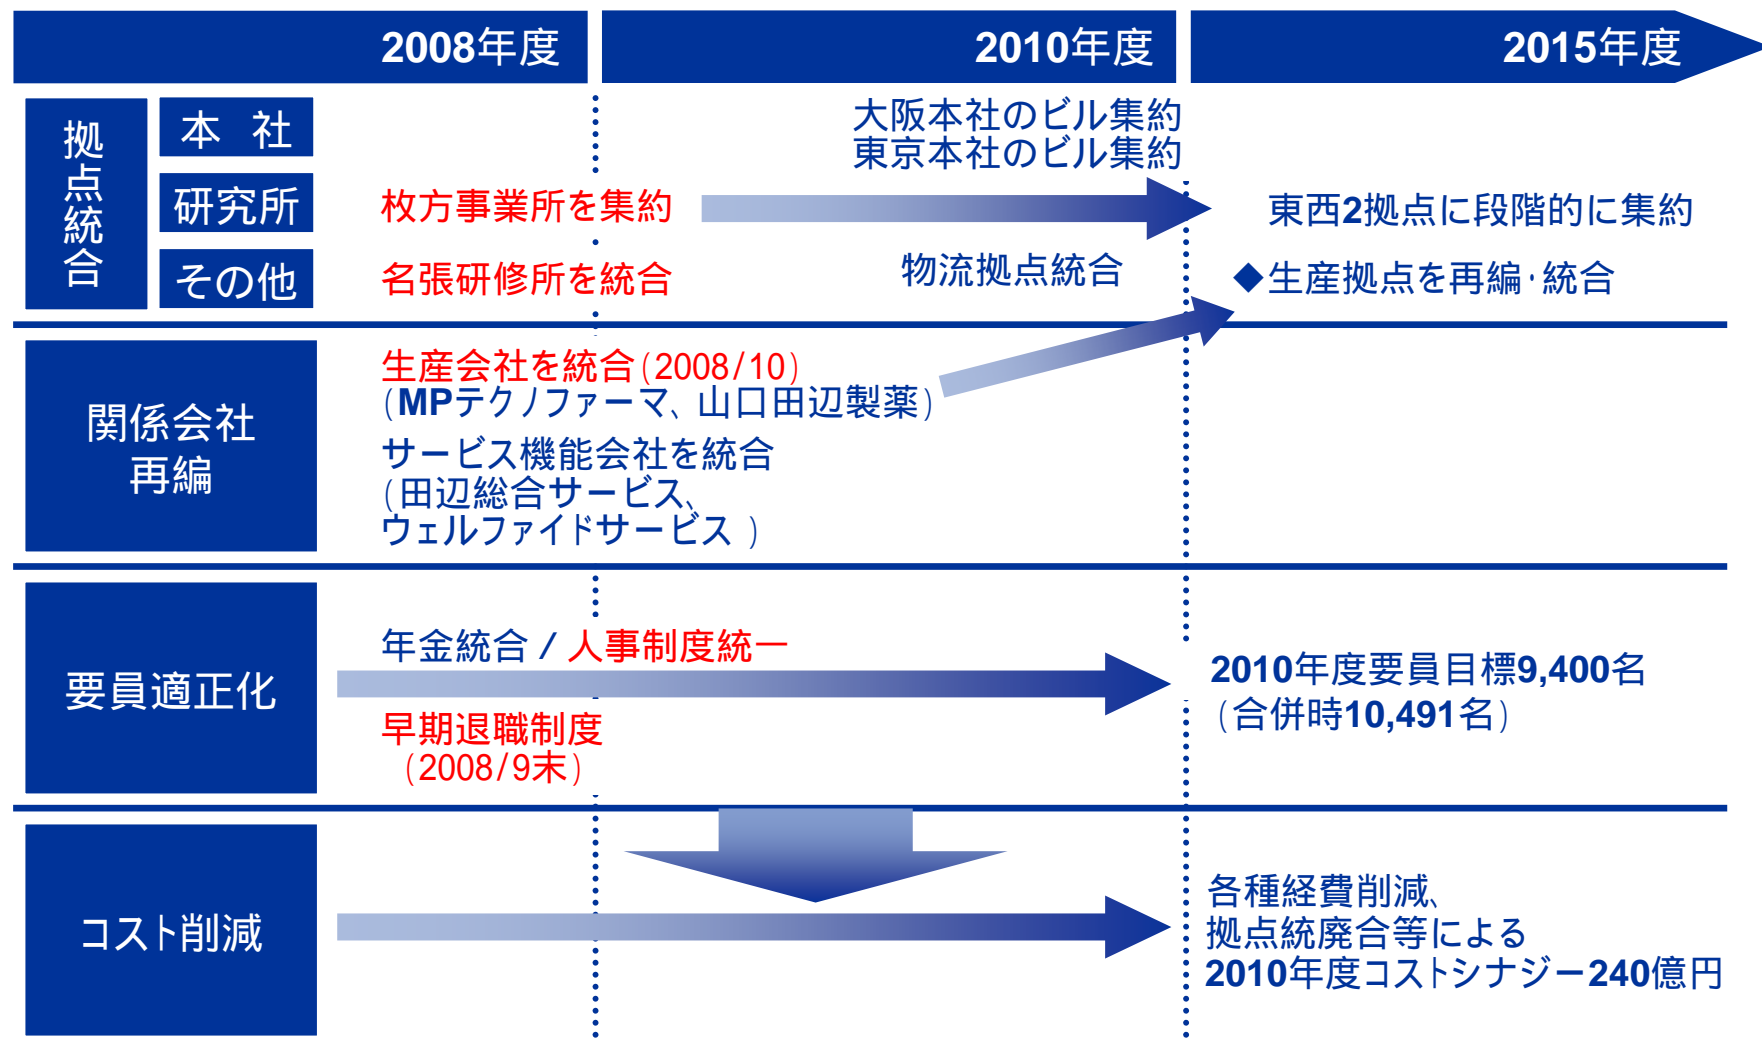 2008年度
2010年度
2015年度
拠点統合
本 社
大阪本社のビル集約
東京本社のビル集約
研究所
枚方事業所を集約
東西2拠点に段階的に集約
その他
名張研修所を統合
物流拠点統合
◆生産拠点を再編・統合
関係会社
再編
生産会社を統合(2008/10)
(MPテクノファーマ、山口田辺製薬)
サービス機能会社を統合
(田辺総合サービス、
ウェルファイドサービス )
要員適正化
年金統合 / 人事制度統一
早期退職制度
(2008/9末)
2010年度要員目標9,400名
(合併時10,491名)
コスト削減
各種経費削減、
拠点統廃合等による
2010年度コストシナジー240億円